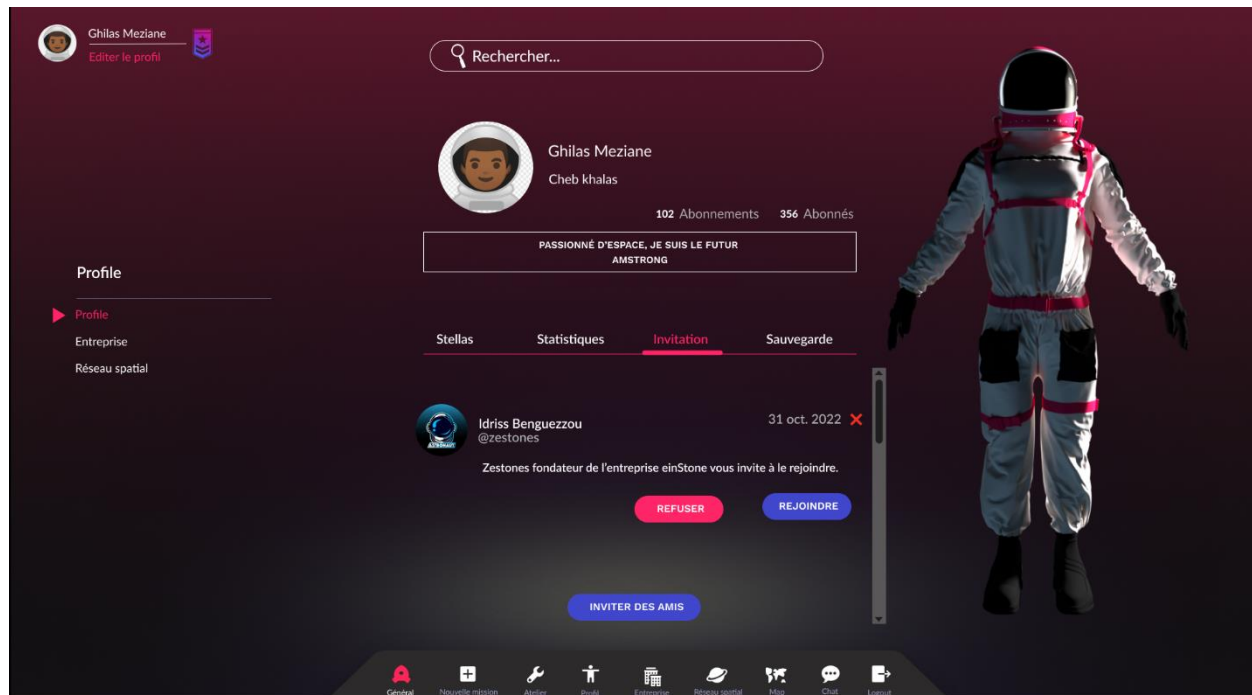 Ghilas Meziane
Editer le profil
Rechercher...
Ghilas Meziane
Cheb khalas
102 Abonnements 356 Abonnés
PASSIONNÉ D'ESPACE, JE SUIS LE FUTUR
AMSTRONG
Profile
Profile
Entreprise
Réseau spatial
Stellas Statistiques Invitation Sauvegarde
Idriss Benguezzou 31 oct. 2022
@zestones
Zestones fondateur de l'entreprise einStone vous invite à le rejoindre.
REFUSER REJOINDRE
INVITER DES AMIS
Général Nouvelle mission Atelier Profil Entreprise Réseau spatial Map Chat Logout